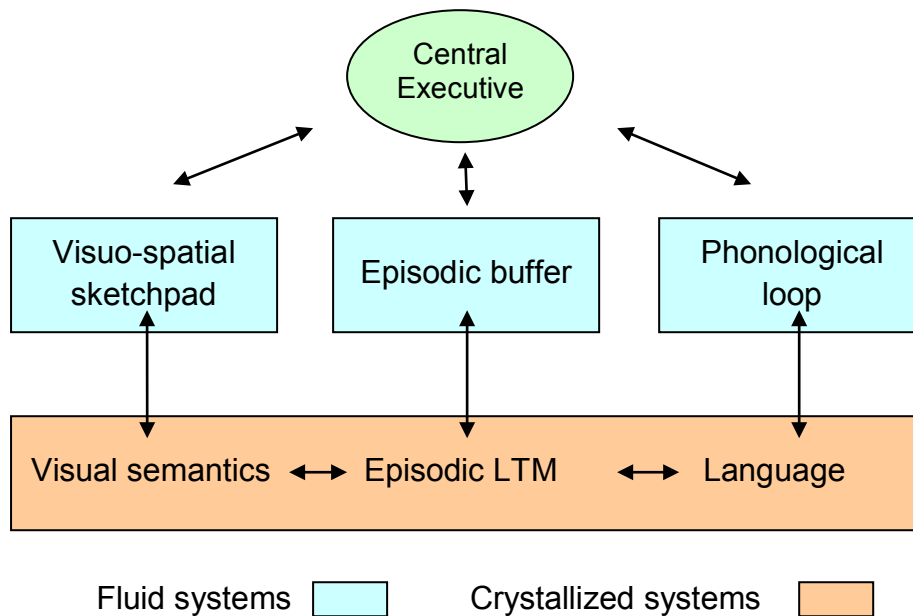 Central
Executive
Visuo-spatial
sketchpad
Episodic buffer
Phonological
loop
Visual semantics
Episodic LTM
Language
Fluid systems
Crystallized systems